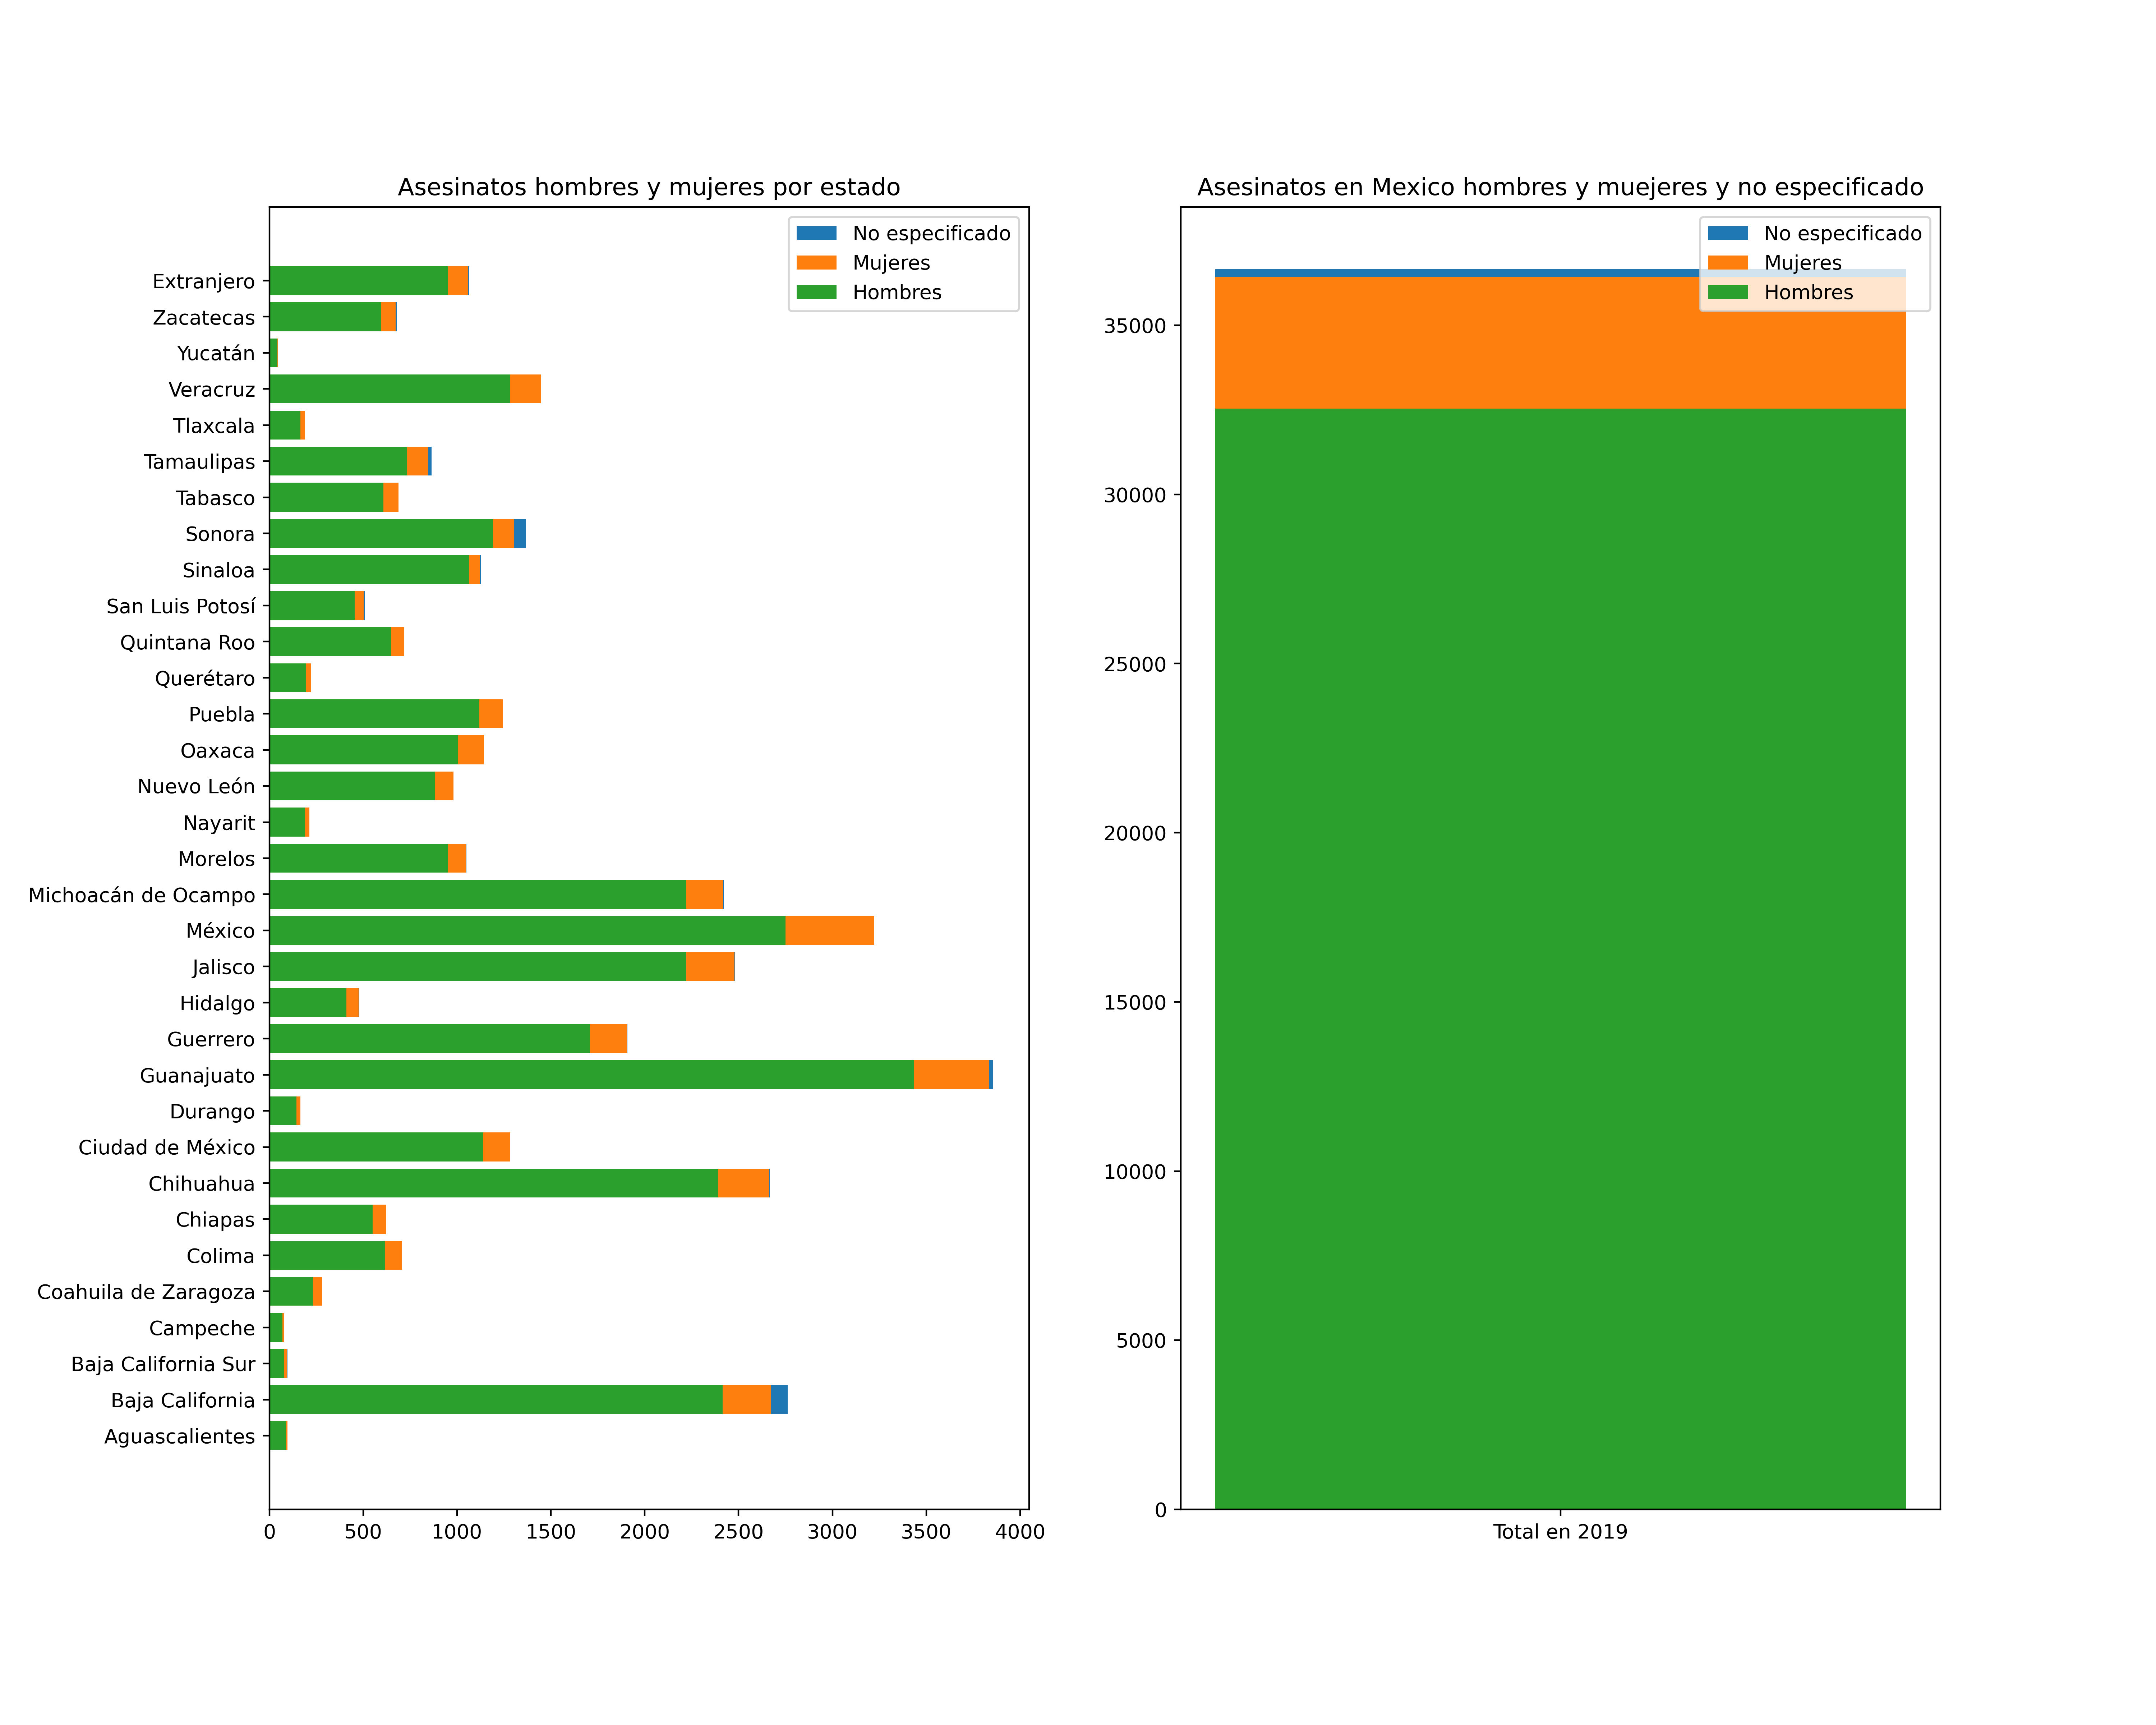 Asesinatos hombres y mujeres por estado
No especificado
Mujeres
Hombres
Extranjero
Zacatecas
Yucatán
Veracruz
Tlaxcala
Tamaulipas
Tabasco
Sonora
Sinaloa
San Luis Potosí
Quintana Roo
Querétaro
Puebla
Oaxaca
Nuevo León
Nayarit
Morelos
Michoacán de Ocampo
México
Jalisco
Hidalgo
Guerrero
Guanajuato
Durango
Ciudad de México
Chihuahua
Chiapas
Colima
Coahuila de Zaragoza
Campeche
Baja California Sur
Baja California
Aguascalientes
0 500 1000 1500 2000 2500 3000 3500 4000
Asesinatos en Mexico hombres y muejeres y no especificado
No especificado
Mujeres
Hombres
35000
30000
25000
20000
15000
10000
5000
0
Total en 2019